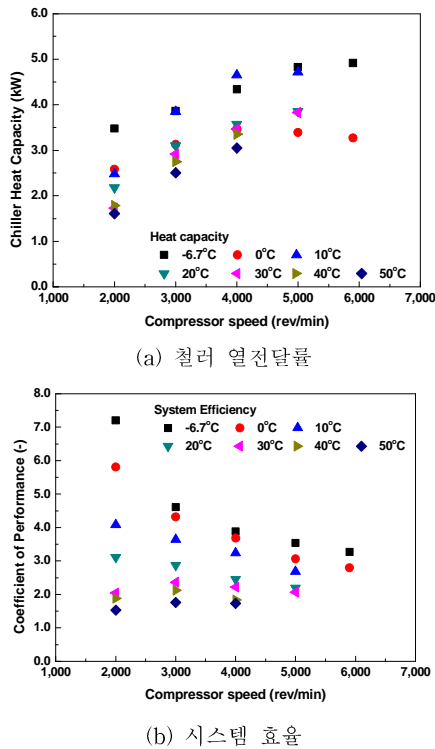 6.0
5.0
4.0
3.0
2.0
1.0
0.0
Chiller Heat Capacity (kW)
Heat capacity
-6.7°C 0°C 10°C
20°C 30°C 40°C 50°C
1,000 2,000 3,000 4,000 5,000 6,000 7,000
Compressor speed (rev/min)
(a) 철러 열전달률
8.0
7.0
6.0
5.0
4.0
3.0
2.0
1.0
0.0
Coefficient of Performance (-)
System Efficiency
-6.7°C 0°C 10°C
20°C 30°C 40°C 50°C
1,000 2,000 3,000 4,000 5,000 6,000 7,000
Compressor speed (rev/min)
(b) 시스템 효율